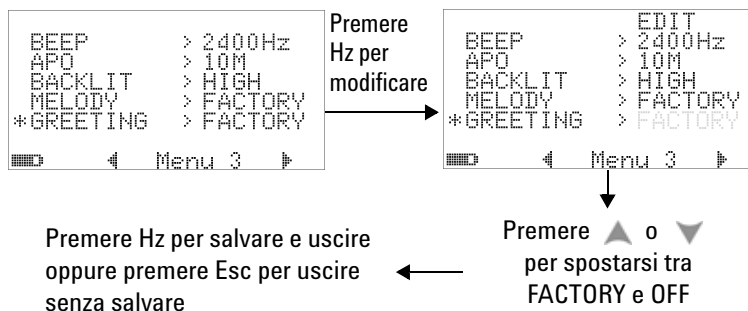 BEEP > 2400Hz
APO > 10M
BACKLIT > HIGH
MELODY > FACTORY
*GREETING > FACTORY
Menu 3
Premere
Hz per
modificare
EDIT
BEEP > 2400Hz
APO > 10M
BACKLIT > HIGH
MELODY > FACTORY
*GREETING > FACTORY
Menu 3
Premere o
per spostarsi tra
FACTORY e OFF
Premere Hz per salvare e uscire
oppure premere Esc per uscire
senza salvare